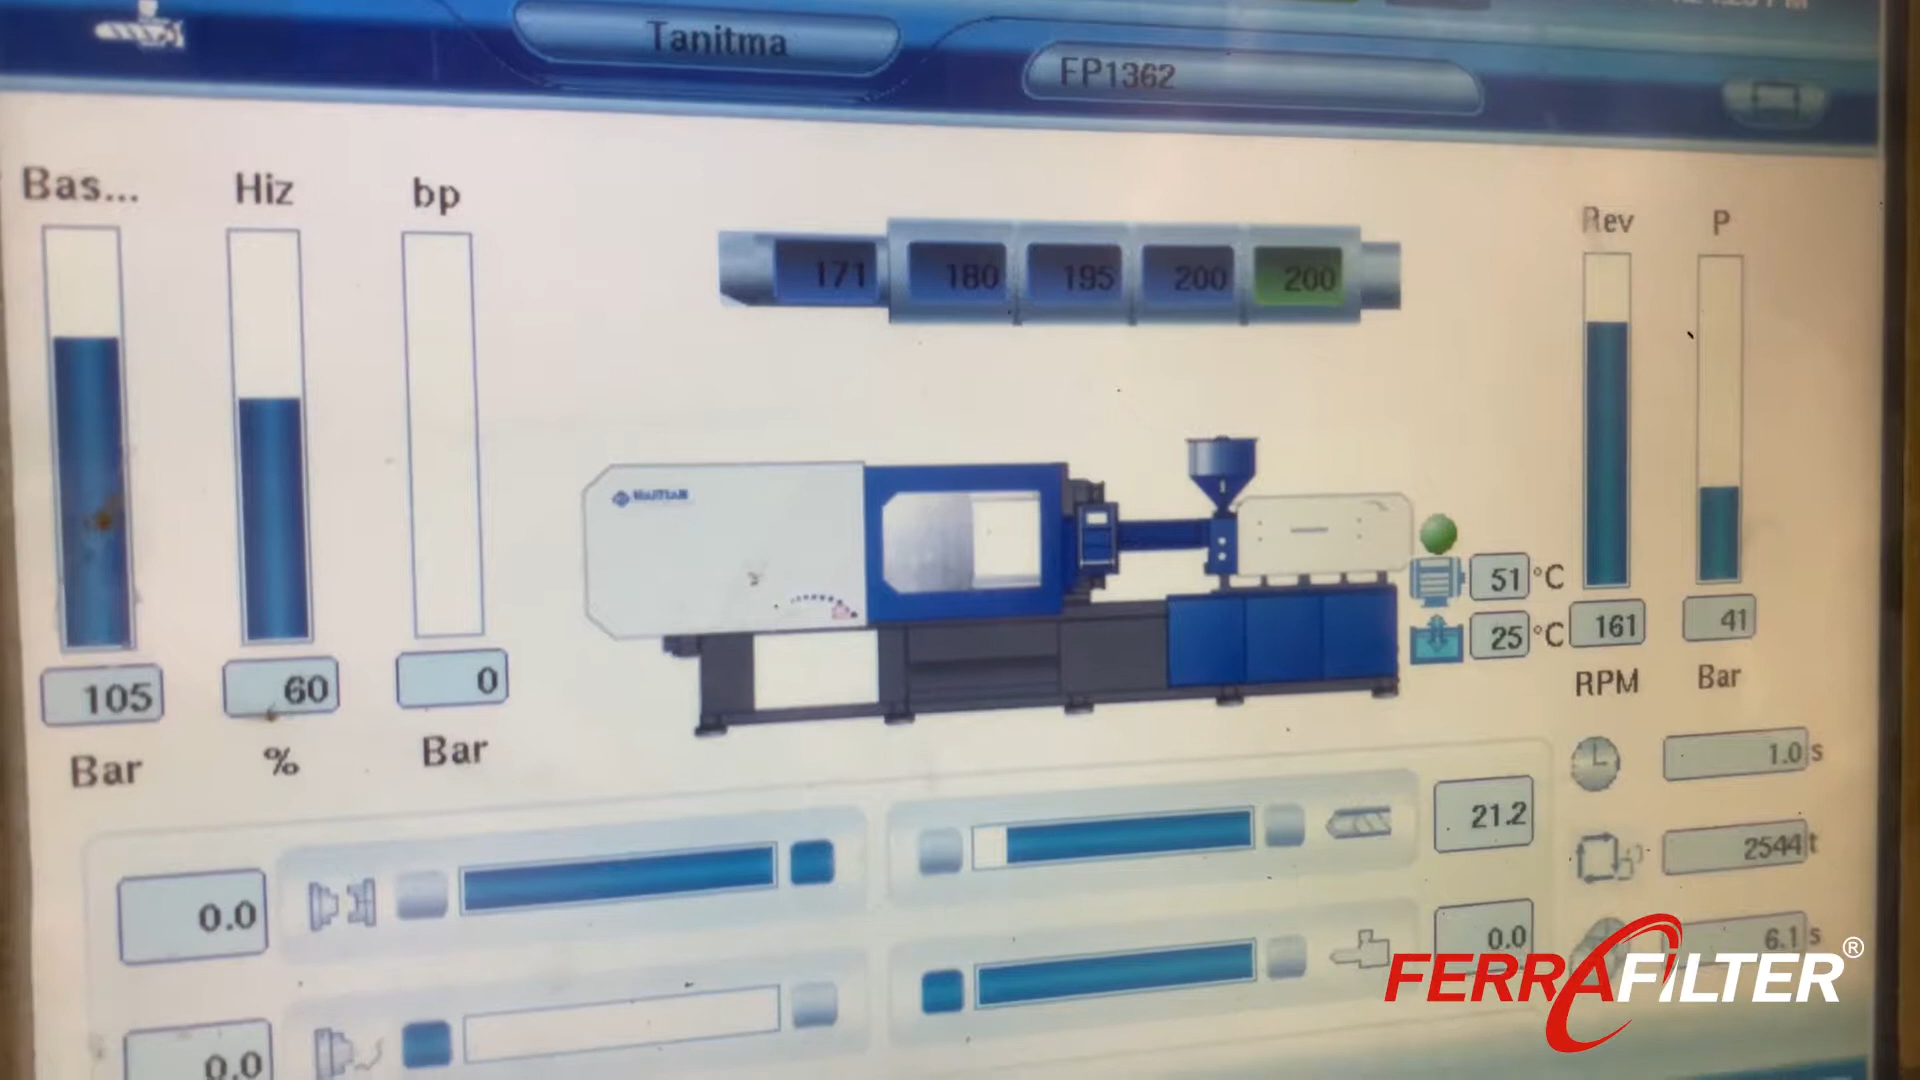 Tanitma
FP1362
Bas...
Hiz
bp
171
180
195
200
200
Rev
P
HAITIAN
51 °C
25 °C
105
60
0
161
41
Bar
%
Bar
RPM
Bar
1.0 s
21.2
2544 t
0.0
0.0
6.1 s
FERRAFILTER®
0.0